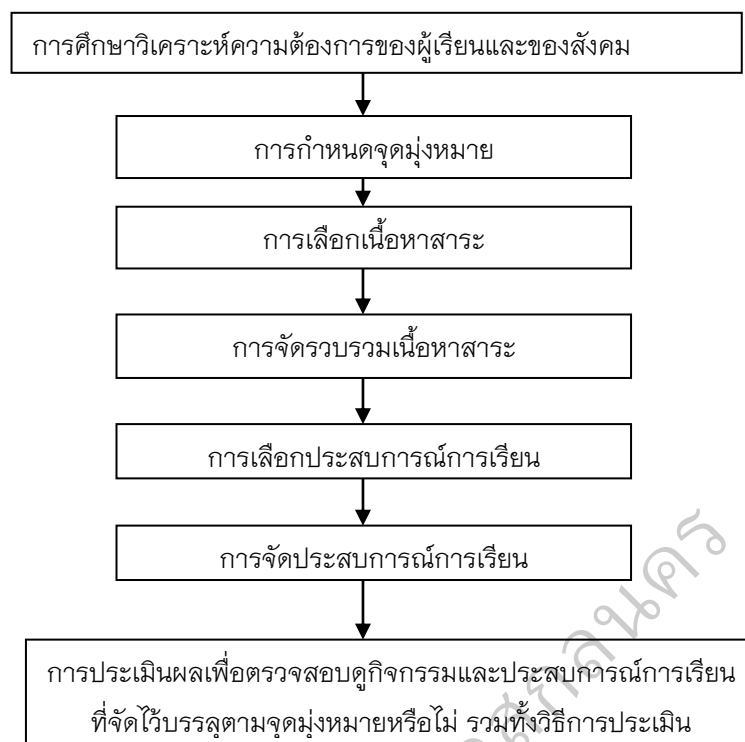 การศึกษาวิเคราะห์ความต้องการของผู้เรียนและของสังคม
การกำหนดจุดมุ่งหมาย
การเลือกเนื้อหาสาระ
การจัดรวบรวมเนื้อหาสาระ
การเลือกประสบการณ์การเรียน
การจัดประสบการณ์การเรียน
การประเมินผลเพื่อตรวจสอบดูกิจกรรมและประสบการณ์การเรียน
ที่จัดไว้บรรลุตามจุดมุ่งหมายหรือไม่ รวมทั้งวิธีการประเมิน
สกลนคร